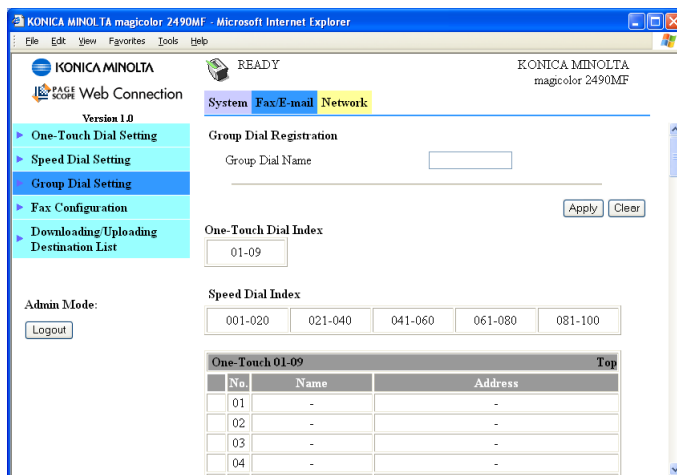 KONICA MINOLTA magicolor 2490MF - Microsoft Internet Explorer
File Edit View Favorites Tools Help
KONICA MINOLTA
PAGE SCOPE Web Connection
Version 1.0
READY
KONICA MINOLTA
magicolor 2490MF
System Fax/E-mail Network
One-Touch Dial Setting
Speed Dial Setting
Group Dial Setting
Fax Configuration
Downloading/Uploading
Destination List
Admin Mode:
Logout
Group Dial Registration
Group Dial Name
Apply Clear
One-Touch Dial Index
01-09
Speed Dial Index
001-020 021-040 041-060 061-080 081-100
One-Touch 01-09 Top
No. Name Address
01 - -
02 - -
03 - -
04 - -